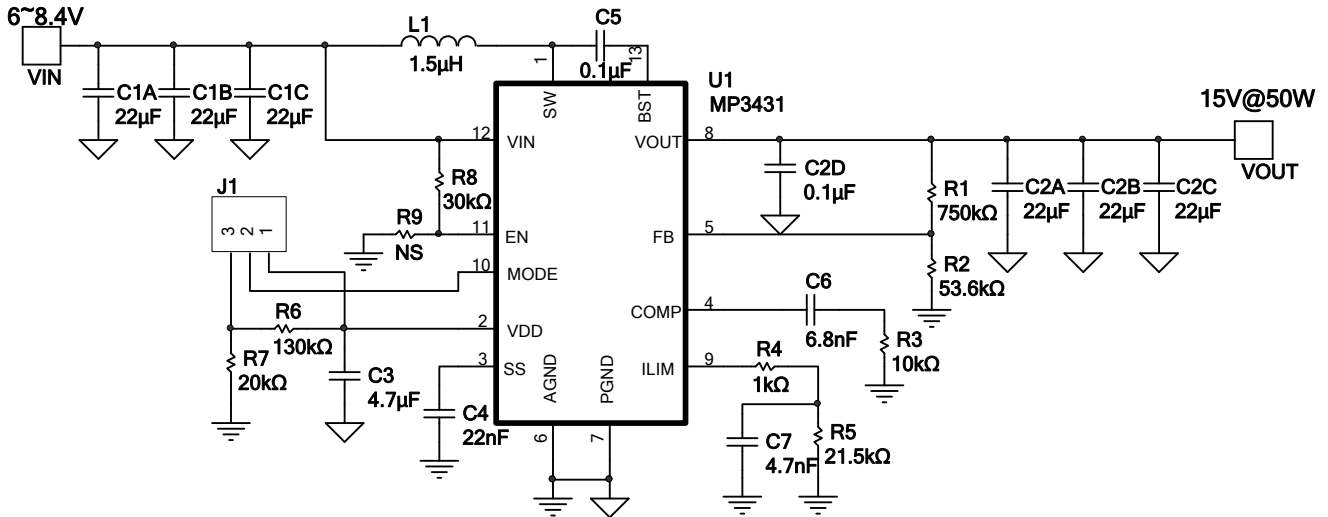 6~8.4V
VIN
C1A
22µF
C1B
22µF
C1C
22µF
L1
1.5µH
C5
0.1µF
1
13
SW
BST
U1
MP3431
12
VIN
VOUT
8
15V@50W
VOUT
R8
30kΩ
R9
NS
11
EN
10
MODE
J1
3
2
1
R6
130kΩ
R7
20kΩ
2
VDD
3
SS
C3
4.7µF
C4
22nF
AGND
PGND
6
7
C2D
0.1µF
R1
750kΩ
C2A
22µF
C2B
22µF
C2C
22µF
FB
5
R2
53.6kΩ
COMP
4
C6
6.8nF
R3
10kΩ
ILIM
9
R4
1kΩ
C7
4.7nF
R5
21.5kΩ